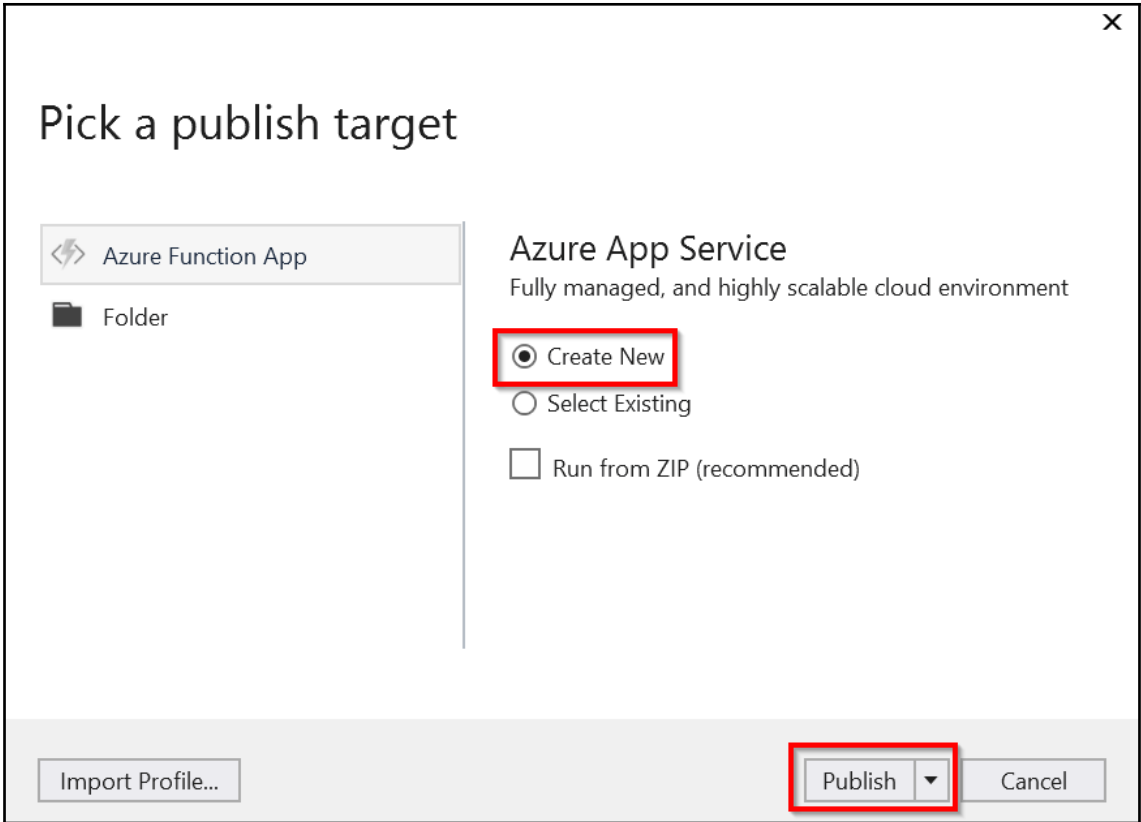 Pick a publish target
Azure Function App
Folder
Azure App Service
Fully managed, and highly scalable cloud environment
Create New
Select Existing
Run from ZIP (recommended)
Import Profile...
Publish
Cancel